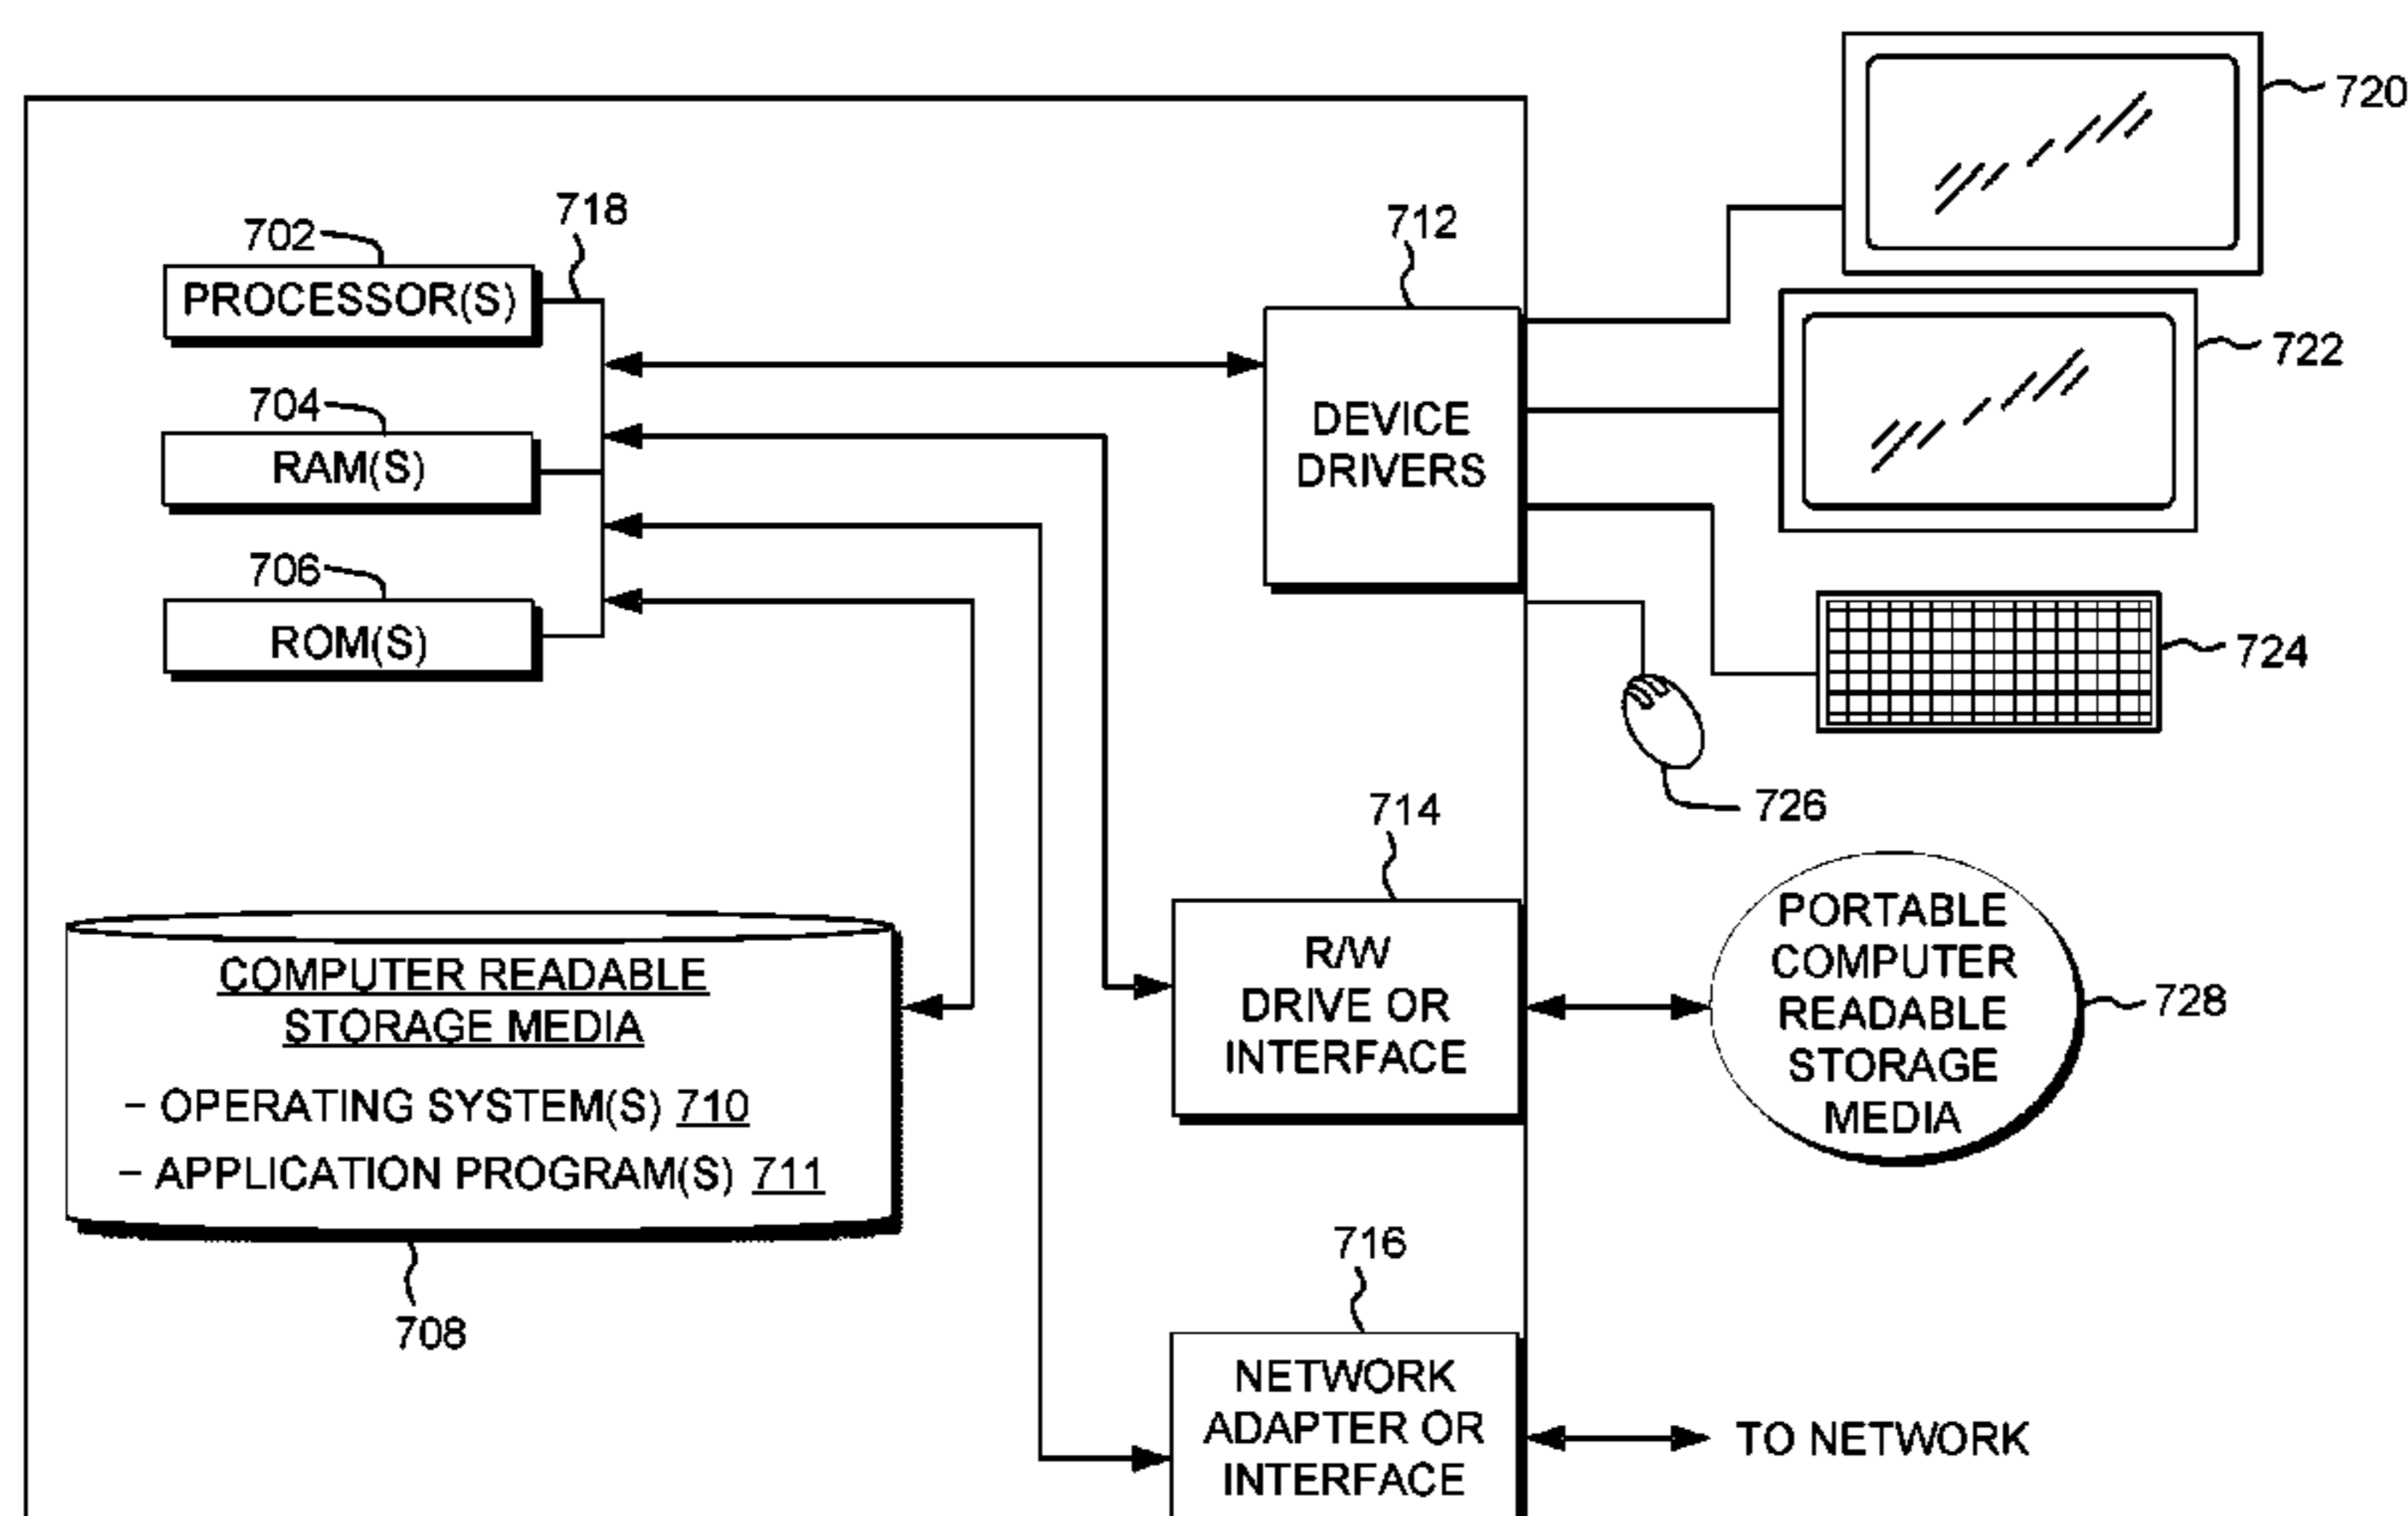 720
718
702
PROCESSOR(S)
712
722
704
RAM(S)
DEVICE
DRIVERS
706
ROM(S)
724
726
714
PORTABLE
COMPUTER
READABLE
STORAGE
MEDIA
728
R/W
DRIVE OR
INTERFACE
COMPUTER READABLE
STORAGE MEDIA
– OPERATING SYSTEM(S) 710
– APPLICATION PROGRAM(S) 711
708
716
NETWORK
ADAPTER OR
INTERFACE
TO NETWORK